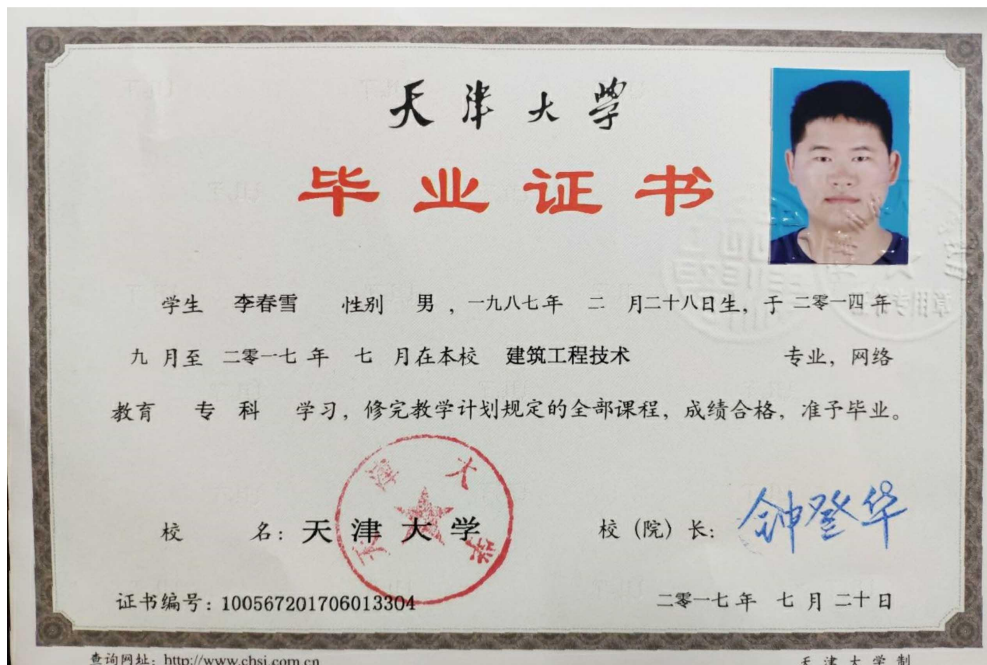 天津大学
毕业证书
学生 李春雪 性别 男，一九八七年 二 月二十八日生，于 二零一四 年
九 月至 二零一七 年 七 月在本校 建筑工程技术 专业，网络
教育 专 科 学习，修完教学计划规定的全部课程，成绩合格，准予毕业。
天津大学
校 名：天津大学 校（院）长：钟登华
证书编号：100567201706013304 二零一七 年 七 月 二十 日
查询网址：http://www.chsi.com.cn 天津大学制